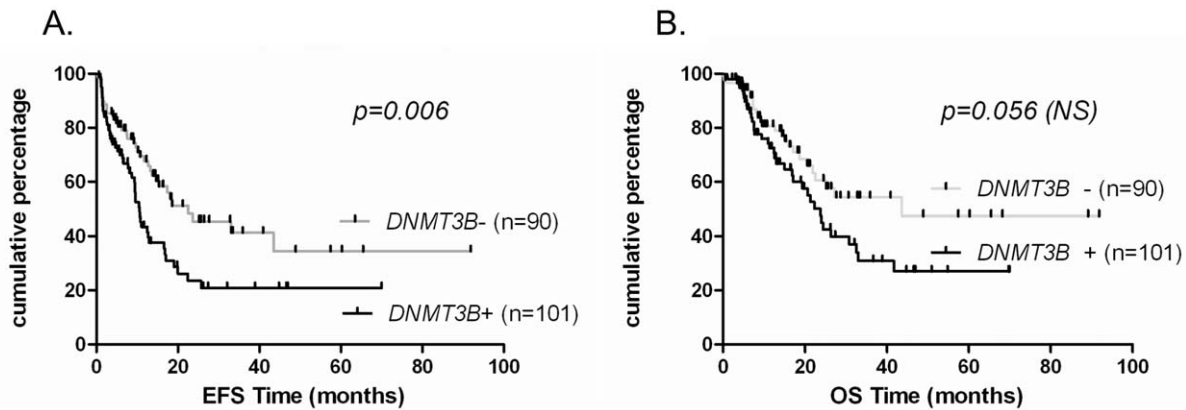 A.
100
80
60
40
20
0
cumulative percentage
p=0.006
DNMT3B- (n=90)
DNMT3B+ (n=101)
0 20 40 60 80 100
EFS Time (months)
B.
100
80
60
40
20
0
cumulative percentage
p=0.056 (NS)
DNMT3B - (n=90)
DNMT3B + (n=101)
0 20 40 60 80 100
OS Time (months)